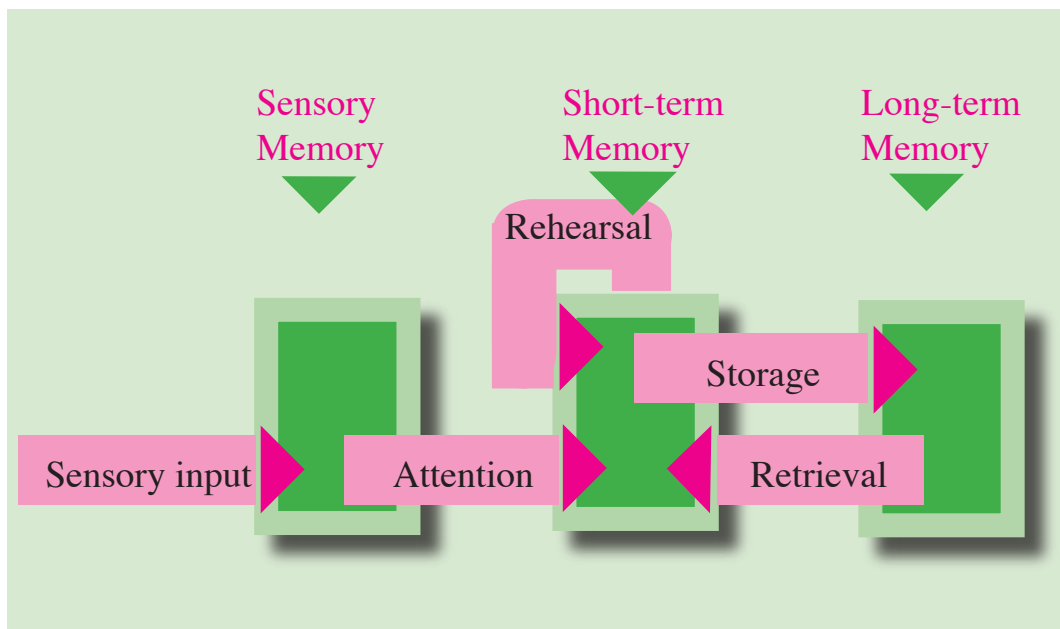 Sensory
Memory
Short-term
Memory
Long-term
Memory
Rehearsal
Storage
Sensory input
Attention
Retrieval